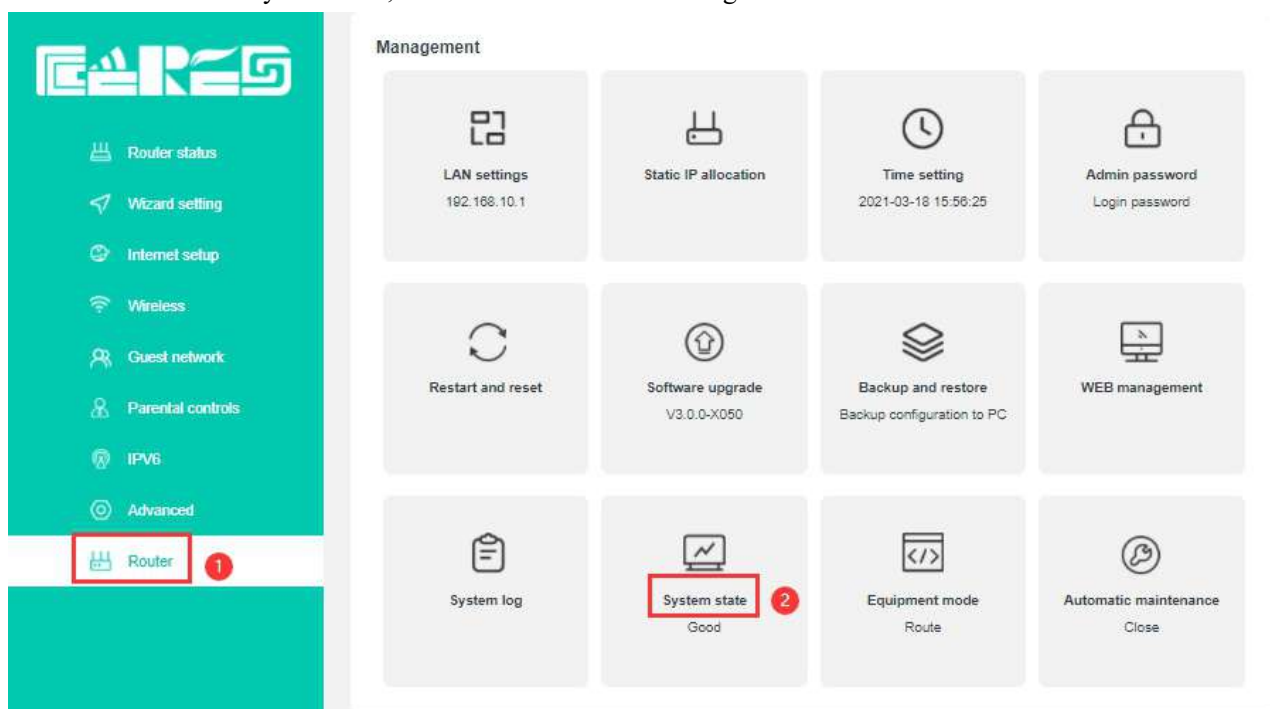 Management
Router status
Wizard setting
Internet setup
Wireless
Guest network
Parental controls
IPV6
Advanced
Router
1
LAN settings
192.168.10.1
Static IP allocation
Time setting
2021-03-18 15:56:25
Admin password
Login password
Restart and reset
Software upgrade
V3.0.0-X050
Backup and restore
Backup configuration to PC
WEB management
System log
System state
2
Good
Equipment mode
Route
Automatic maintenance
Close